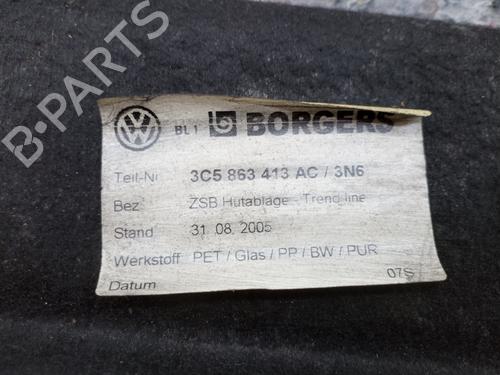 BL 1 BORGERS
Teil-Nr 3C5 863 413 AC / 3N6
Bez ZSB Hutablage - Trend line
Stand 31 08. 2005
Werkstoff PET / Glas / PP / BW / PUR
Datum 07S
B-PARTS